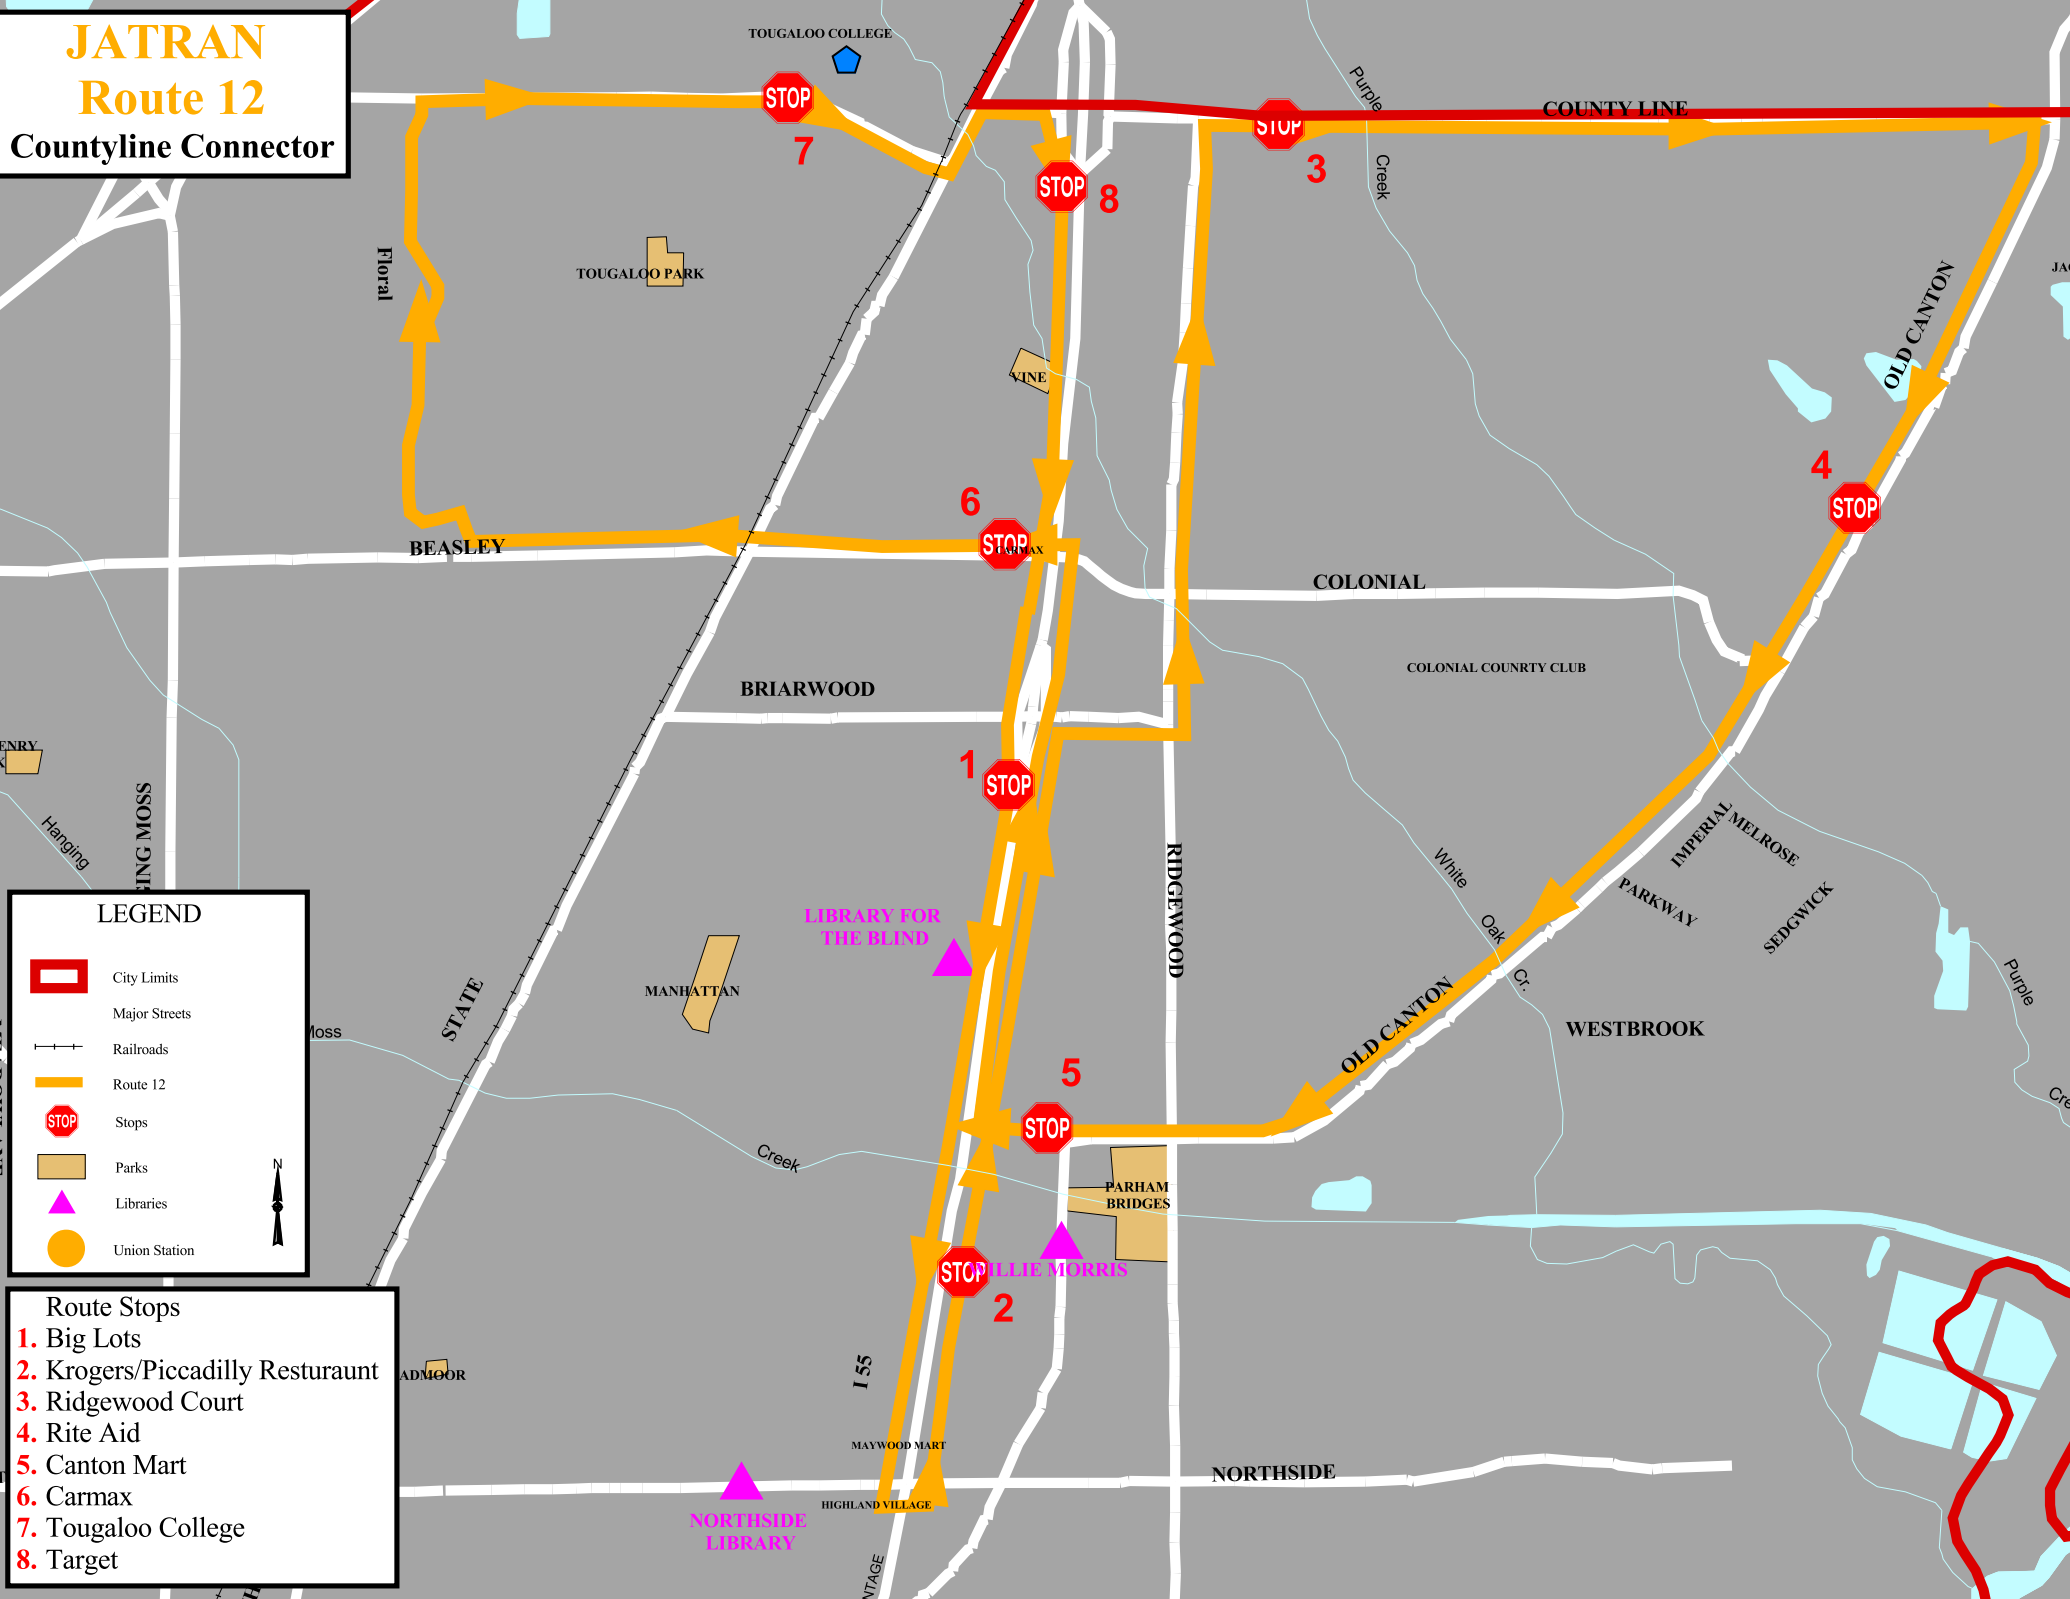 JATRAN
Route 12
Countyline Connector
TOUGALOO COLLEGE
STOP
7
STOP
8
STOP
3
COUNTY LINE
Purple
Creek
Floral
TOUGALOO PARK
VINE
OLD CANTON
4
STOP
6
STOP
CARMAX
BEASLEY
COLONIAL
COLONIAL COUNRTY CLUB
BRIARWOOD
1
STOP
Hanging
RIDGEWOOD
White
Oak
Cr.
IMPERIAL
MELROSE
PARKWAY
SEDGWICK
Purple
LIBRARY FOR
THE BLIND
MANHATTAN
STATE
Moss
Creek
OLD CANTON
WESTBROOK
5
STOP
PARHAM
BRIDGES
WILLIE MORRIS
STOP
2
I 55
MAYWOOD MART
HIGHLAND VILLAGE
NORTHSIDE
NORTHSIDE
LIBRARY
LEGEND
City Limits
Major Streets
Railroads
Route 12
STOP
Stops
Parks
Libraries
Union Station
N
Route Stops
1. Big Lots
2. Krogers/Piccadilly Resturaunt
3. Ridgewood Court
4. Rite Aid
5. Canton Mart
6. Carmax
7. Tougaloo College
8. Target